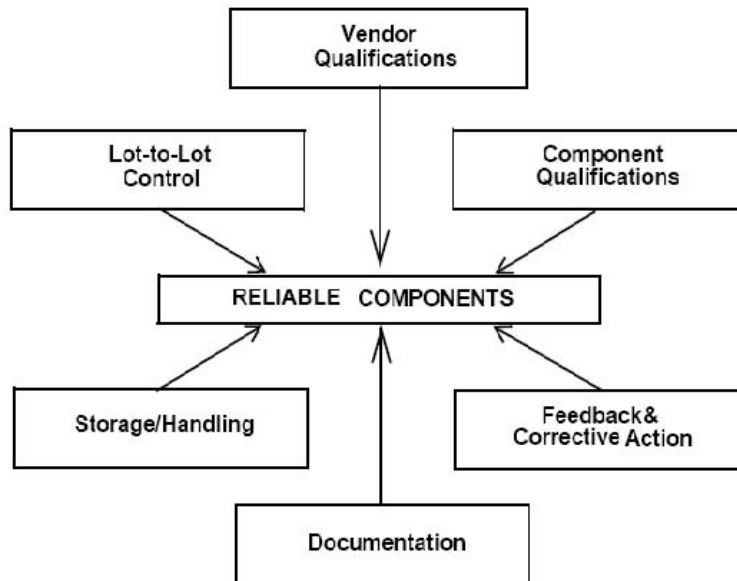 Vendor
Qualifications
Lot-to-Lot
Control
Component
Qualifications
RELIABLE COMPONENTS
Storage/Handling
Feedback&
Corrective Action
Documentation